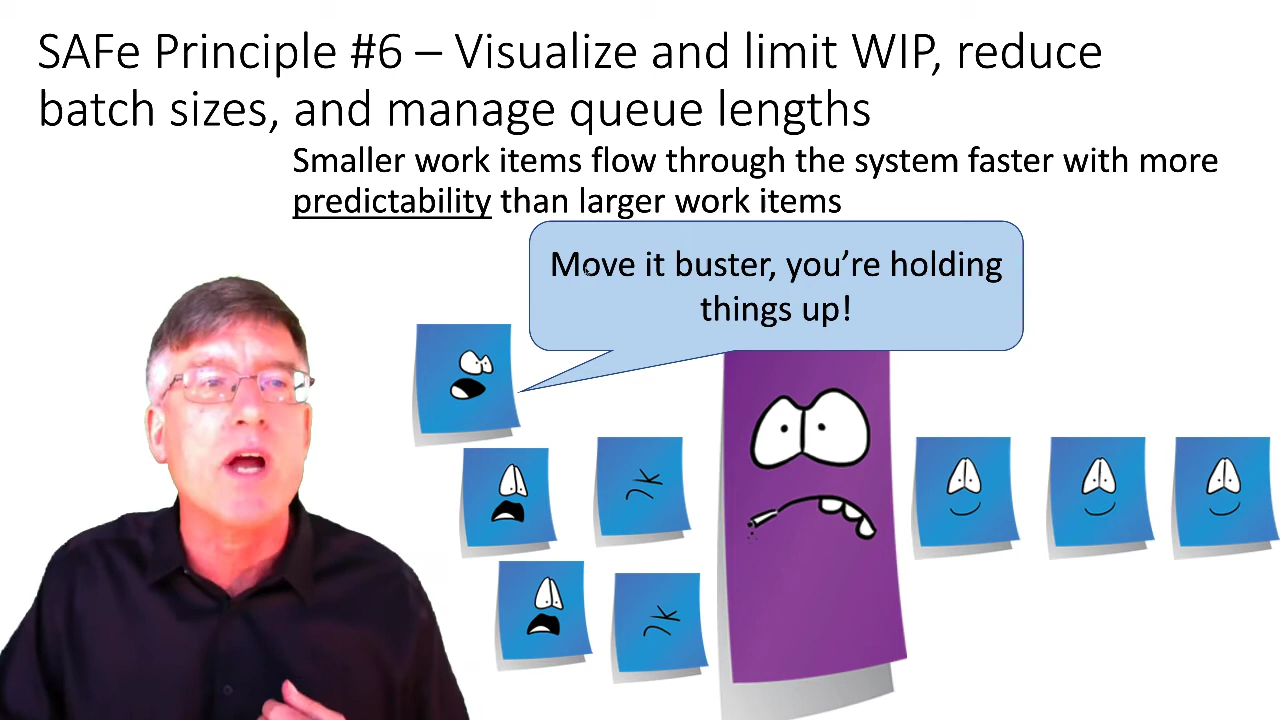 SAFe Principle #6 – Visualize and limit WIP, reduce
batch sizes, and manage queue lengths
Smaller work items flow through the system faster with more
predictability than larger work items
Move it buster, you’re holding
things up!